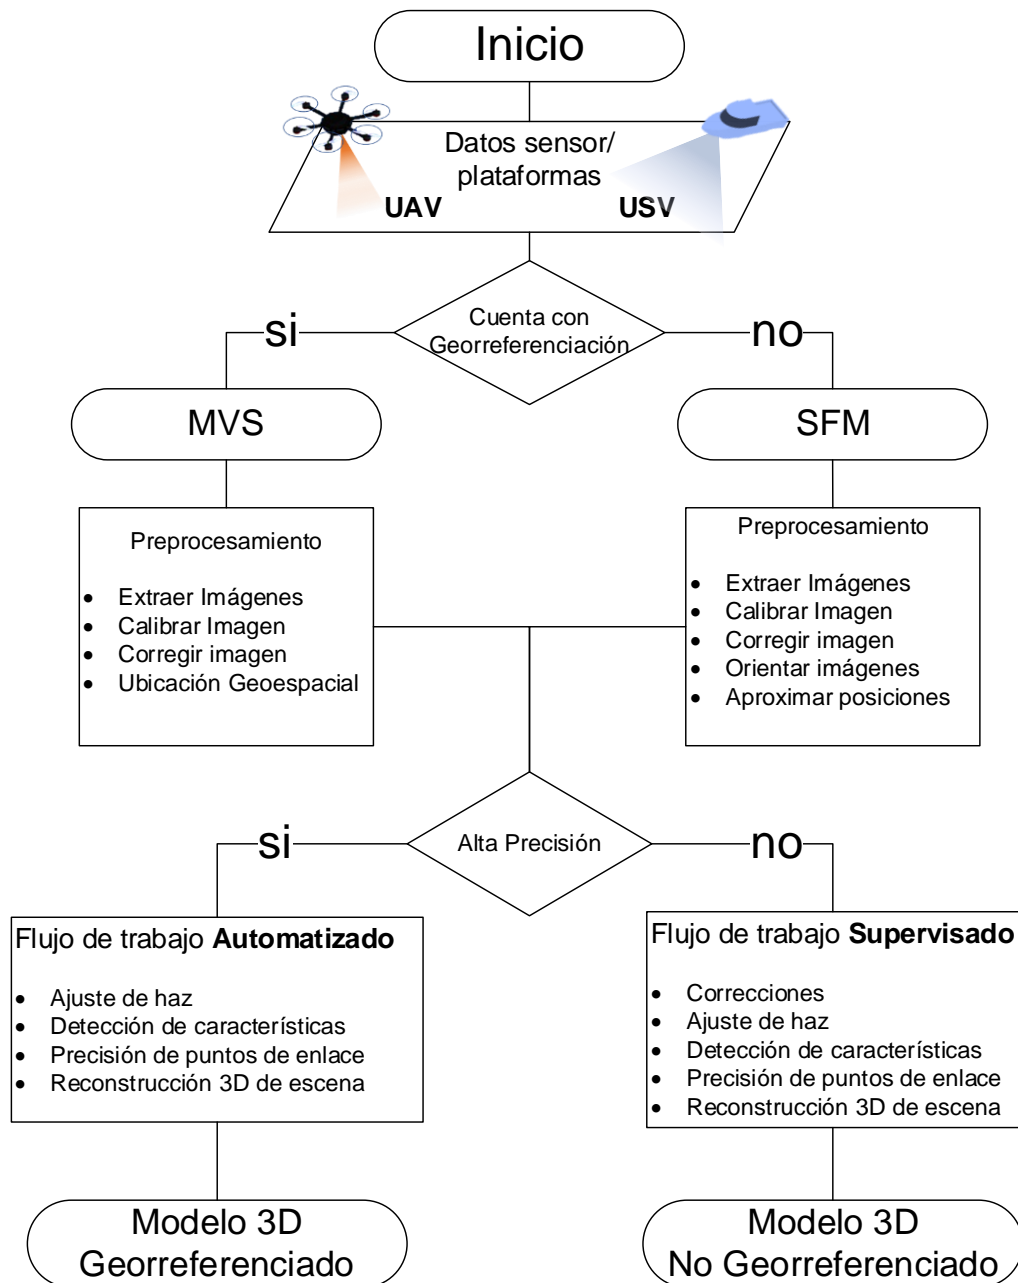 Inicio
Datos sensor/
plataformas
UAV
USV
Cuenta con
Georreferenciación
si
no
MVS
SFM
Preprocesamiento
• Extraer Imágenes
• Calibrar Imagen
• Corregir imagen
• Ubicación Geoespacial
Preprocesamiento
• Extraer Imágenes
• Calibrar Imagen
• Corregir imagen
• Orientar imágenes
• Aproximar posiciones
Alta Precisión
si
no
Flujo de trabajo Automatizado
• Ajuste de haz
• Detección de características
• Precisión de puntos de enlace
• Reconstrucción 3D de escena
Flujo de trabajo Supervisado
• Correcciones
• Ajuste de haz
• Detección de características
• Precisión de puntos de enlace
• Reconstrucción 3D de escena
Modelo 3D
Georreferenciado
Modelo 3D
No Georreferenciado